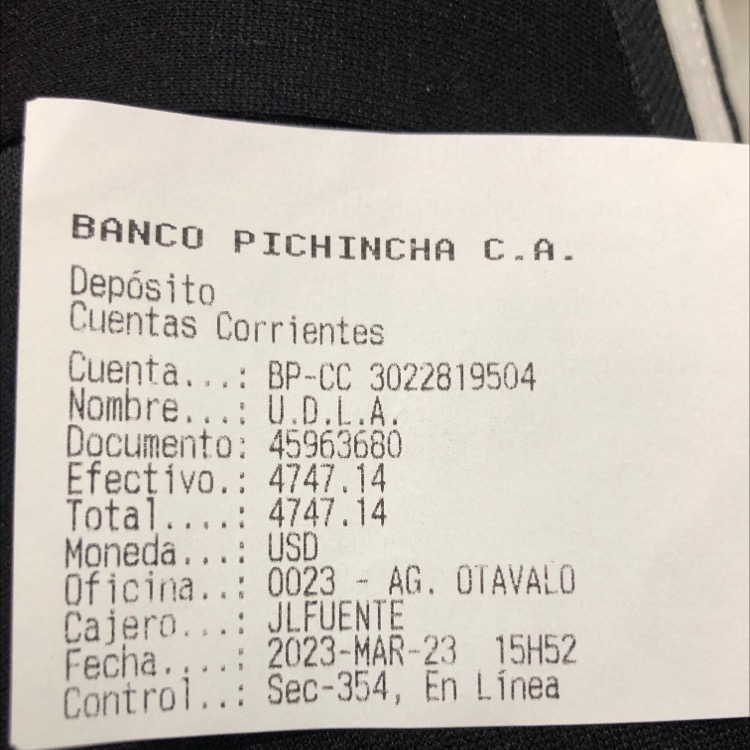 BANCO PICHINCHA C.A.
Depósito
Cuentas Corrientes
Cuenta...: BP-CC 3022819504
Nombre...: U.D.L.A.
Documento: 45963680
Efectivo.: 4747.14
Total....: 4747.14
Moneda...: USD
Oficina..: 0023 - AG. OTAVALO
Cajero...: JLFUENTE
Fecha....: 2023-MAR-23 15H52
Control..: Sec-354, En Línea